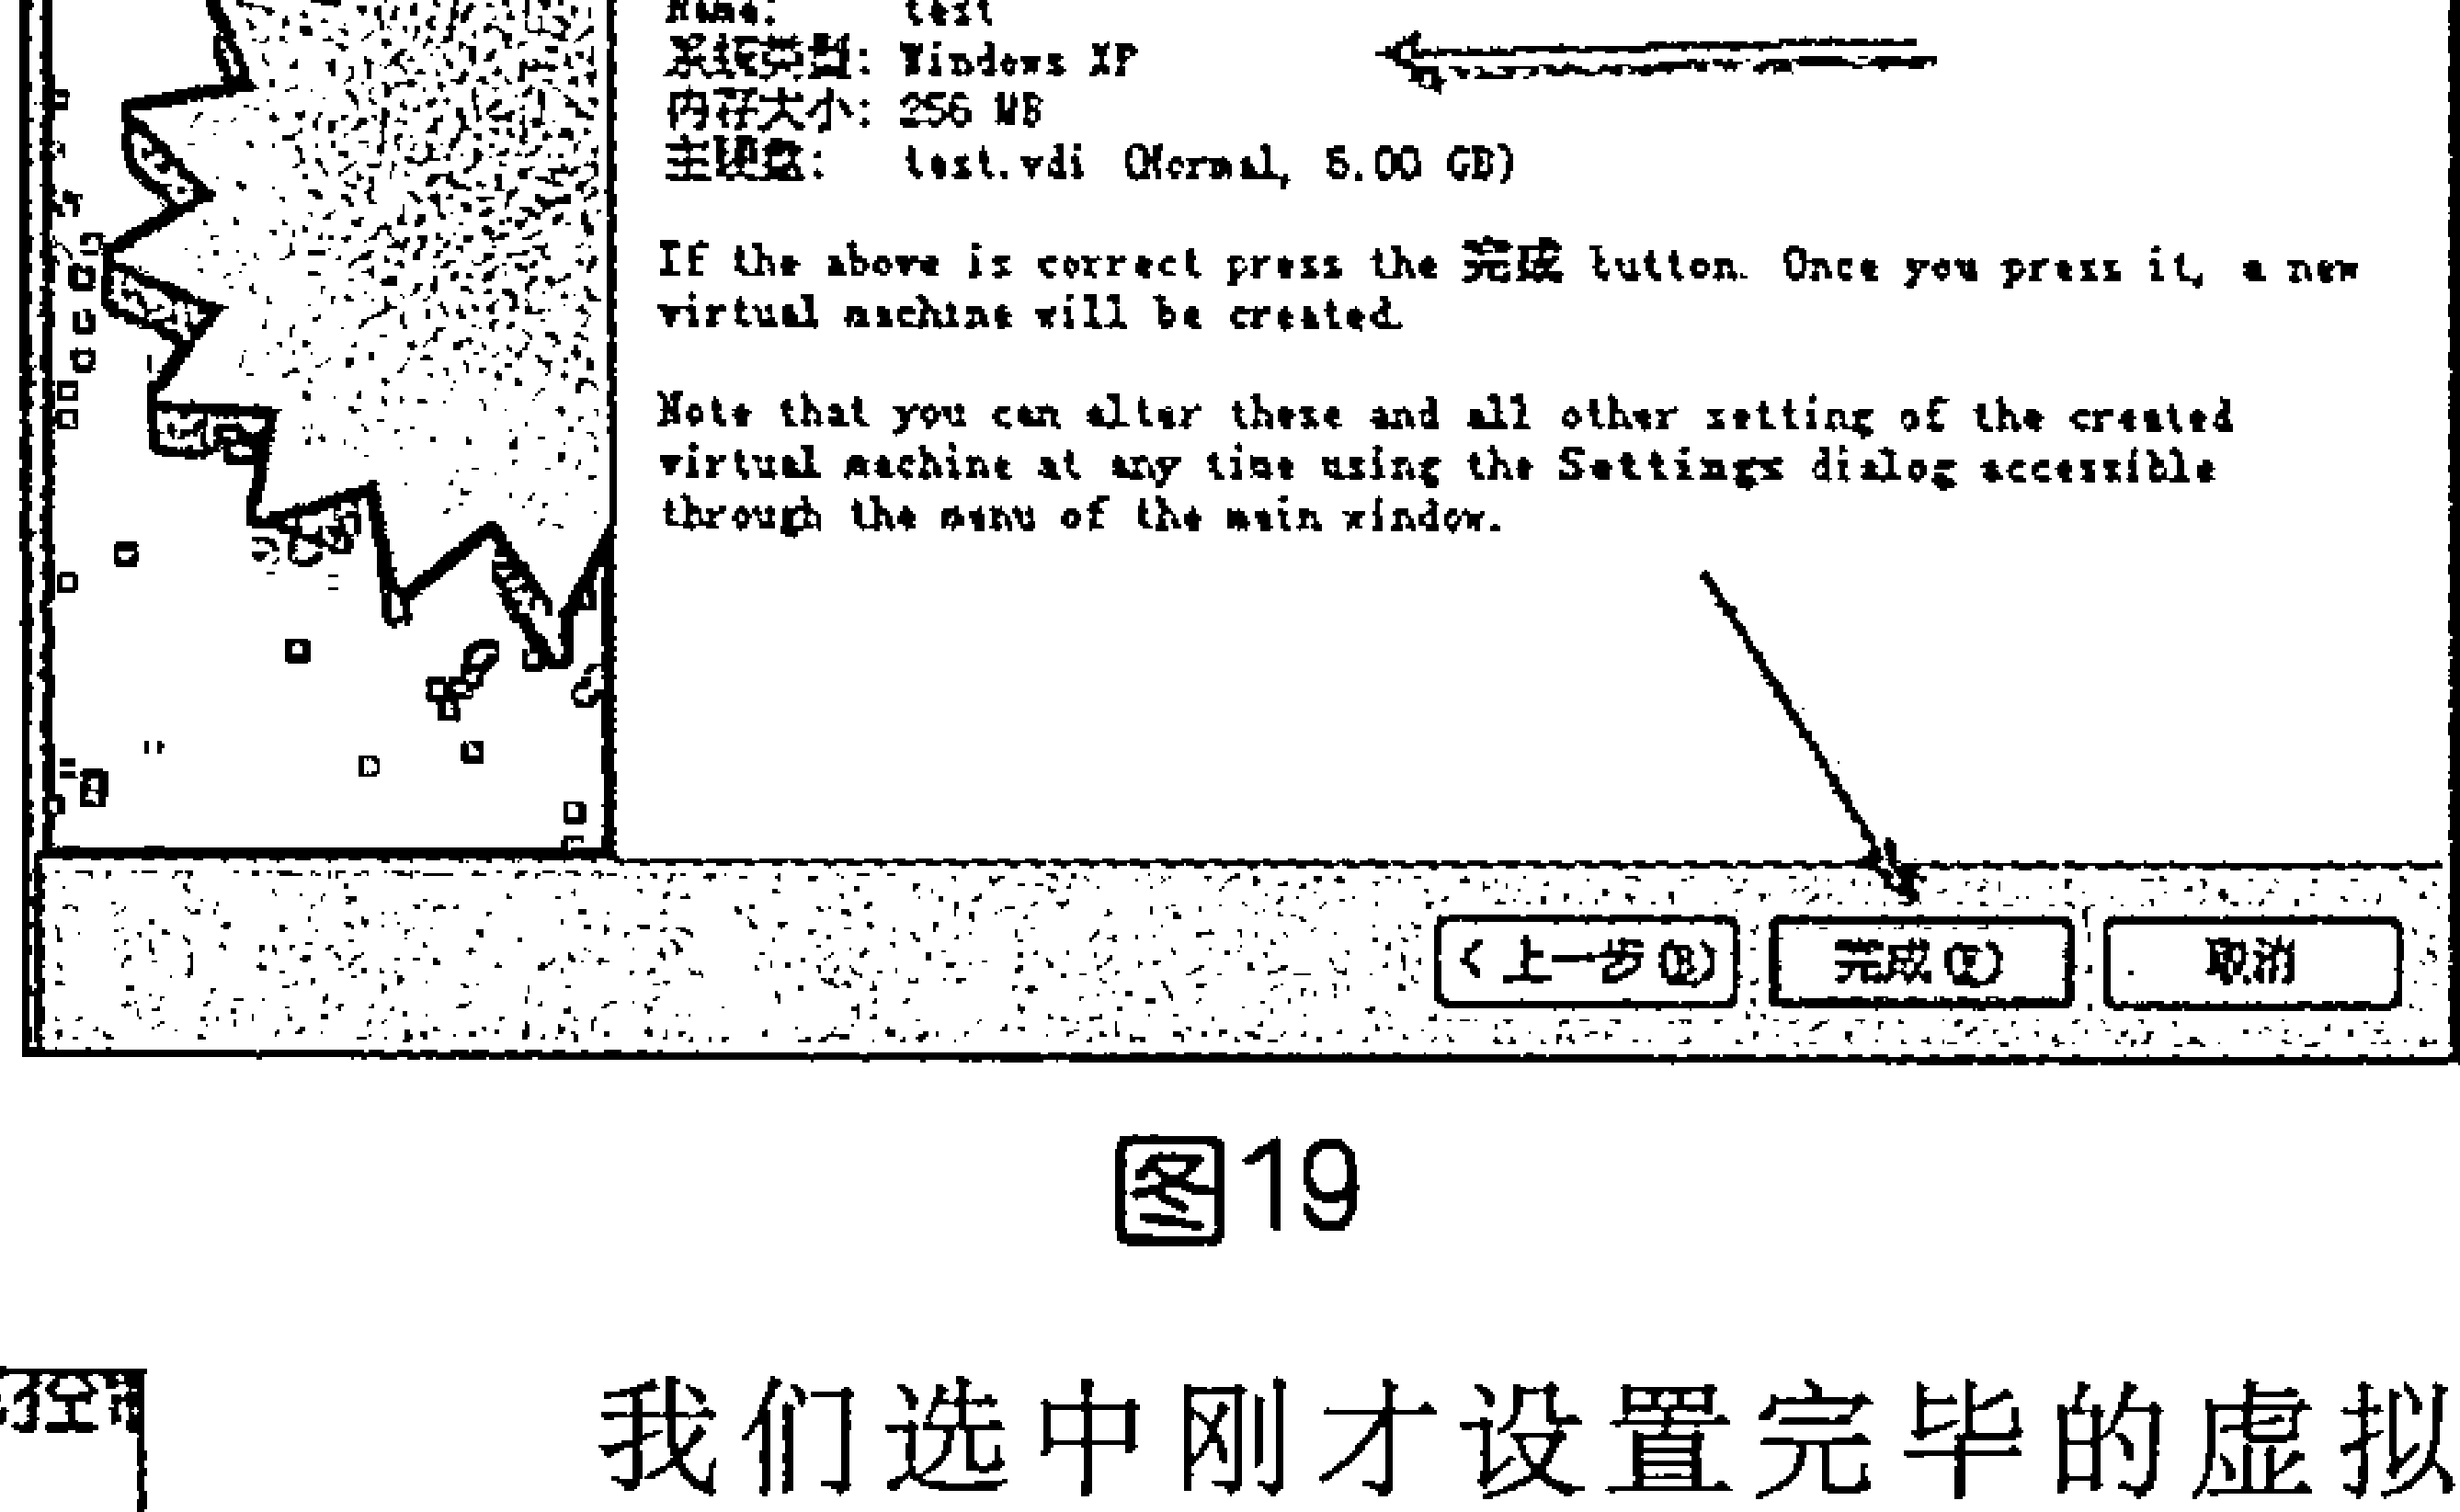 Name: test
系统类型: Windows XP
内存大小: 256 MB
主硬盘: test.vdi (Normal, 5.00 GB)
If the above is correct press the 完成 button. Once you press it, a new
virtual machine will be created.
Note that you can alter these and all other setting of the created
virtual machine at any time using the Settings dialog accessible
through the menu of the main window.
< 上一步(B) 完成(F) 取消
图19
我们选中刚才设置完毕的虚拟